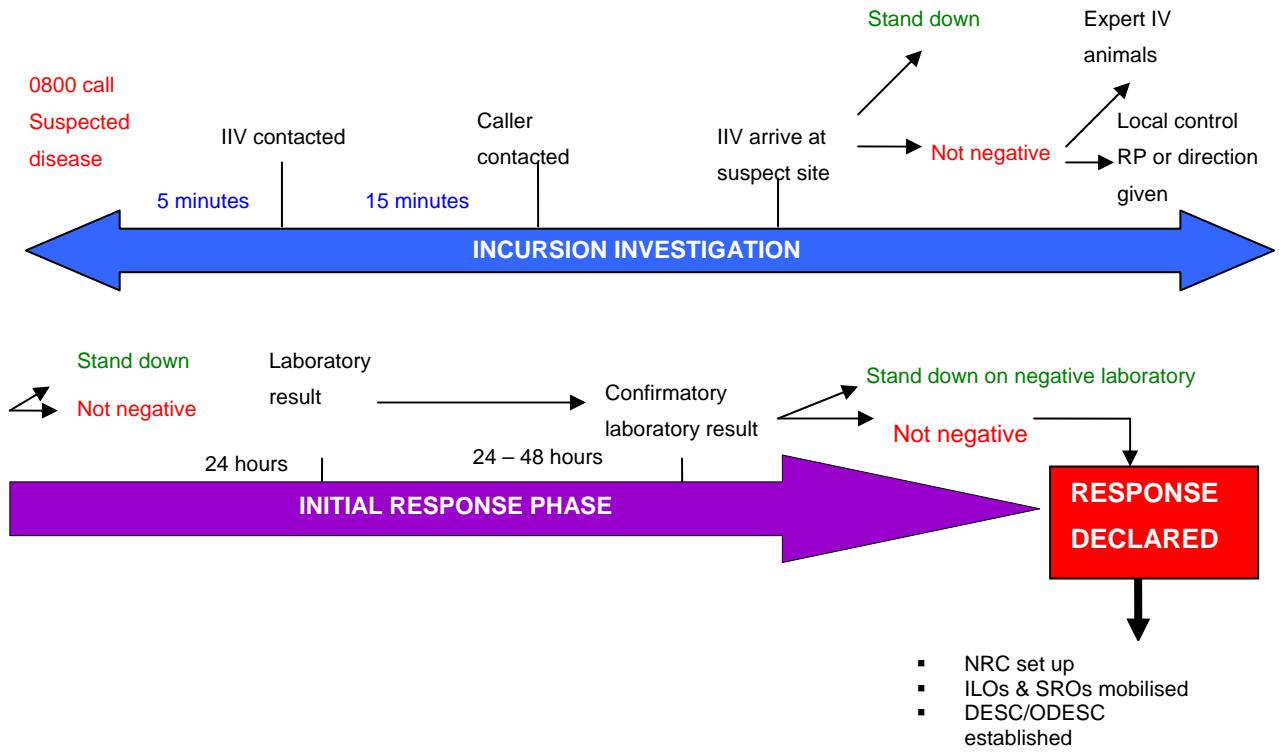 0800 call
Suspected
disease
5 minutes
IIV contacted
15 minutes
Caller
contacted
IIV arrive at
suspect site
Stand down
Not negative
Expert IV
animals
Local control
RP or direction
given
INCURSION INVESTIGATION
Stand down
Not negative
Laboratory
result
24 hours
Confirmatory
laboratory result
24 – 48 hours
Stand down on negative laboratory
Not negative
INITIAL RESPONSE PHASE
RESPONSE
DECLARED
▪ NRC set up
▪ ILOs & SROs mobilised
▪ DESC/ODESC
established